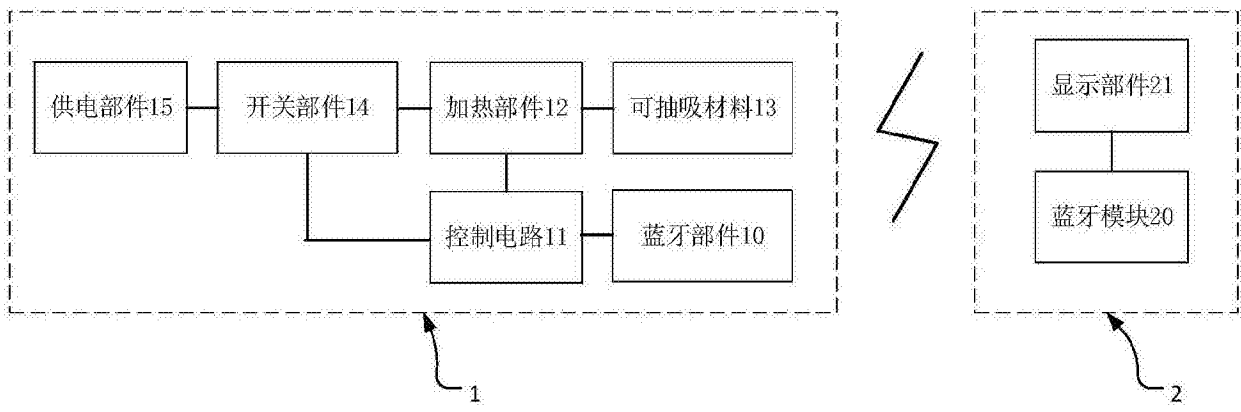 供电部件15
开关部件14
加热部件12
可抽吸材料13
显示部件21
控制电路11
蓝牙部件10
蓝牙模块20
1
2